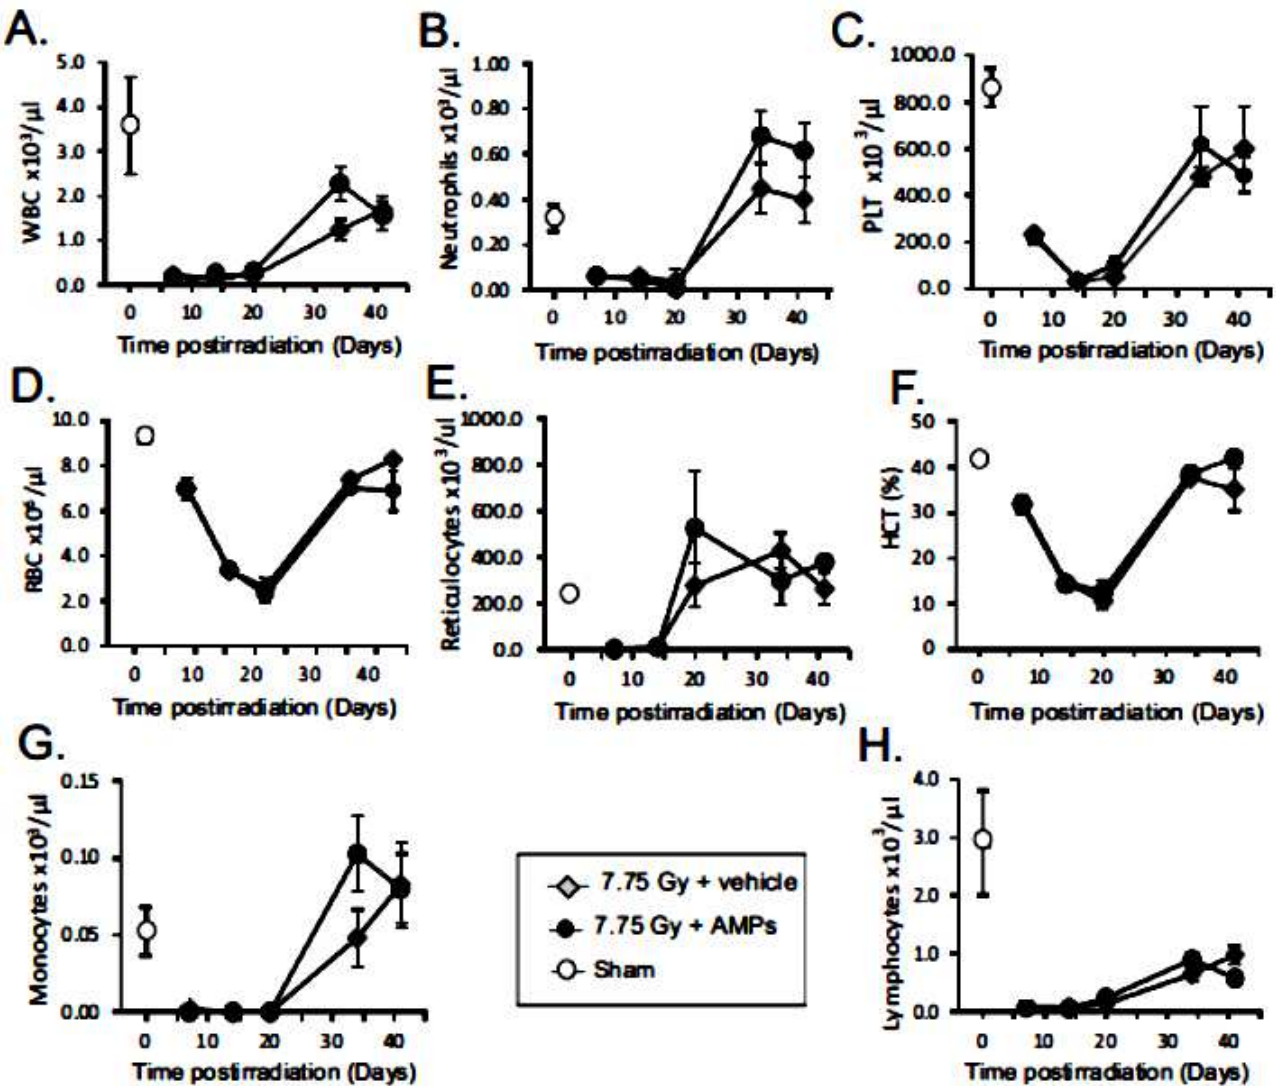 A.
WBC x10³/µl
5.0
4.0
3.0
2.0
1.0
0.0
0 10 20 30 40
Time postirradiation (Days)
B.
Neutrophils x10³/µl
1.00
0.80
0.60
0.40
0.20
0.00
0 10 20 30 40
Time postirradiation (Days)
C.
PLT x10³/µl
1000.0
800.0
600.0
400.0
200.0
0.0
0 10 20 30 40
Time postirradiation (Days)
D.
RBC x10⁶/µl
10.0
8.0
6.0
4.0
2.0
0.0
0 10 20 30 40
Time postirradiation (Days)
E.
Reticulocytes x10³/ul
1000.0
800.0
600.0
400.0
200.0
0.0
0 10 20 30 40
Time postirradiation (Days)
F.
HCT (%)
50
40
30
20
10
0
0 10 20 30 40
Time postirradiation (Days)
G.
Monocytes x10³/µl
0.15
0.10
0.05
0.00
0 10 20 30 40
Time postirradiation (Days)
7.75 Gy + vehicle
7.75 Gy + AMPs
Sham
H.
Lymphocytes x10³/µl
4.0
3.0
2.0
1.0
0.0
0 10 20 30 40
Time postirradiation (Days)